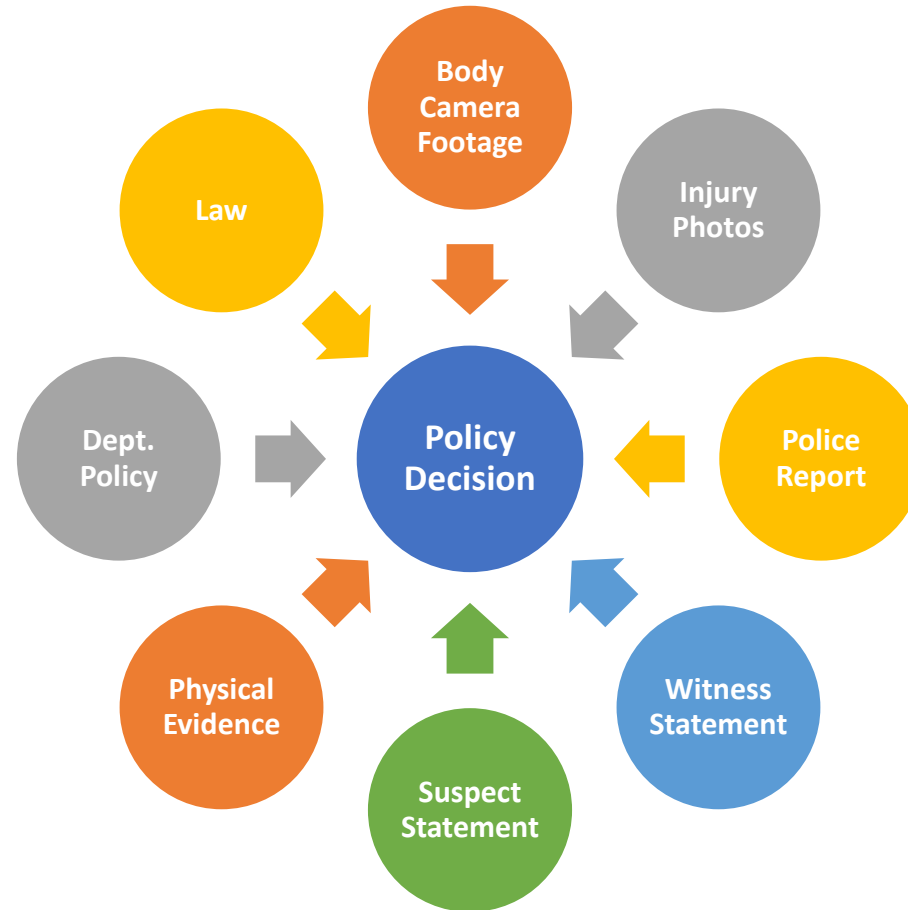 Body
Camera
Footage
Injury
Photos
Police
Report
Witness
Statement
Suspect
Statement
Physical
Evidence
Dept.
Policy
Law
Policy
Decision